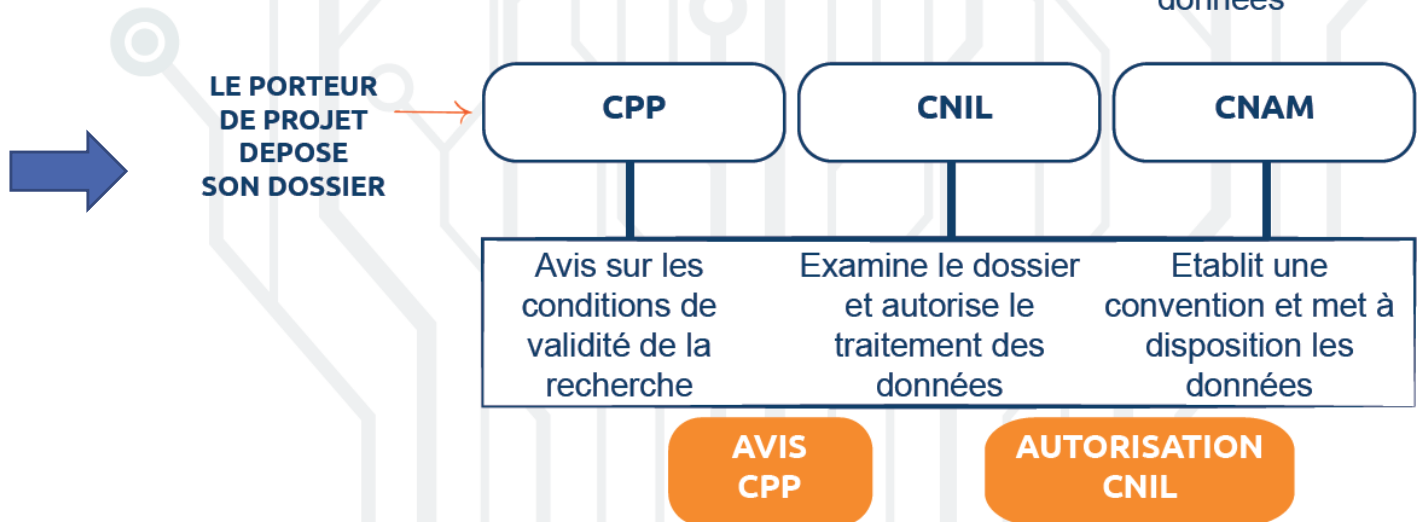 données
LE PORTEUR
DE PROJET
DEPOSE
SON DOSSIER
CPP
CNIL
CNAM
Avis sur les
conditions de
validité de la
recherche
Examine le dossier
et autorise le
traitement des
données
Etablit une
convention et met à
disposition les
données
AVIS
CPP
AUTORISATION
CNIL